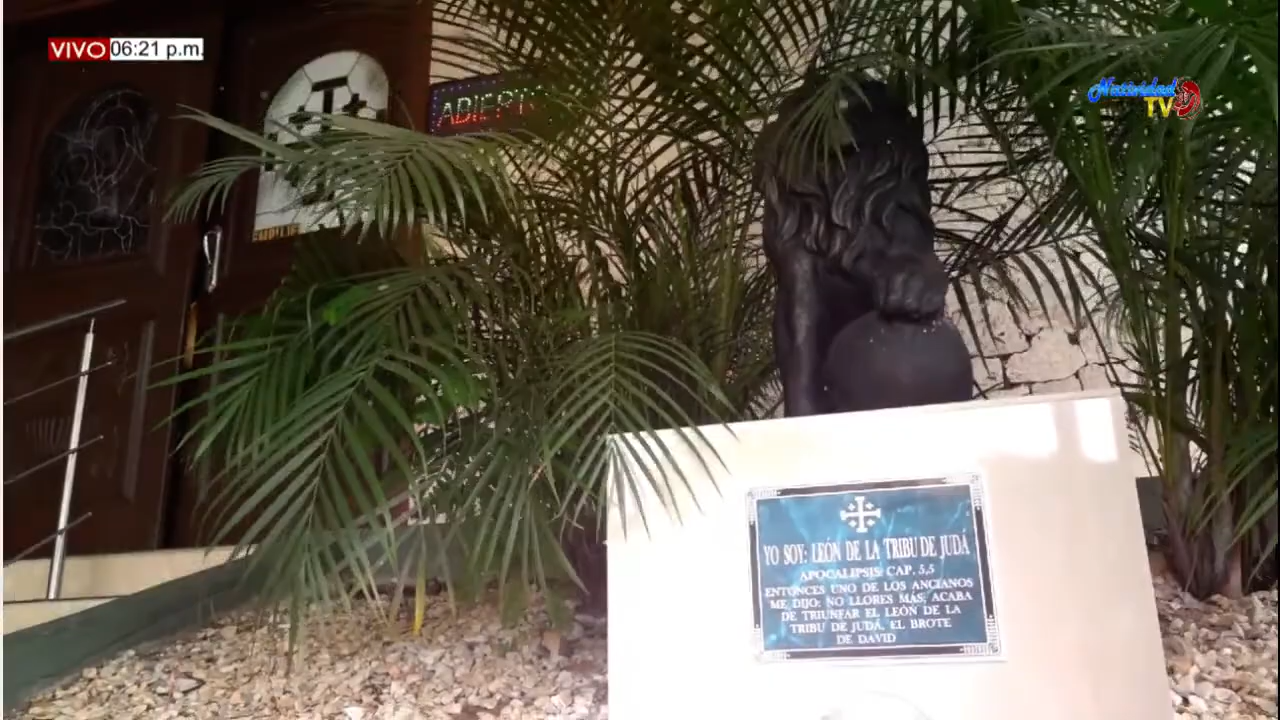 VIVO 06:21 p.m.
Natividad
TV
ABIERTO
YO SOY: LEÓN DE LA TRIBU DE JUDÁ
APOCALIPSIS CAP. 5,5
ENTONCES UNO DE LOS ANCIANOS
ME DIJO: NO LLORES MÁS, ACABA
DE TRIUNFAR EL LEÓN DE LA
TRIBU DE JUDÁ, EL BROTE
DE DAVID